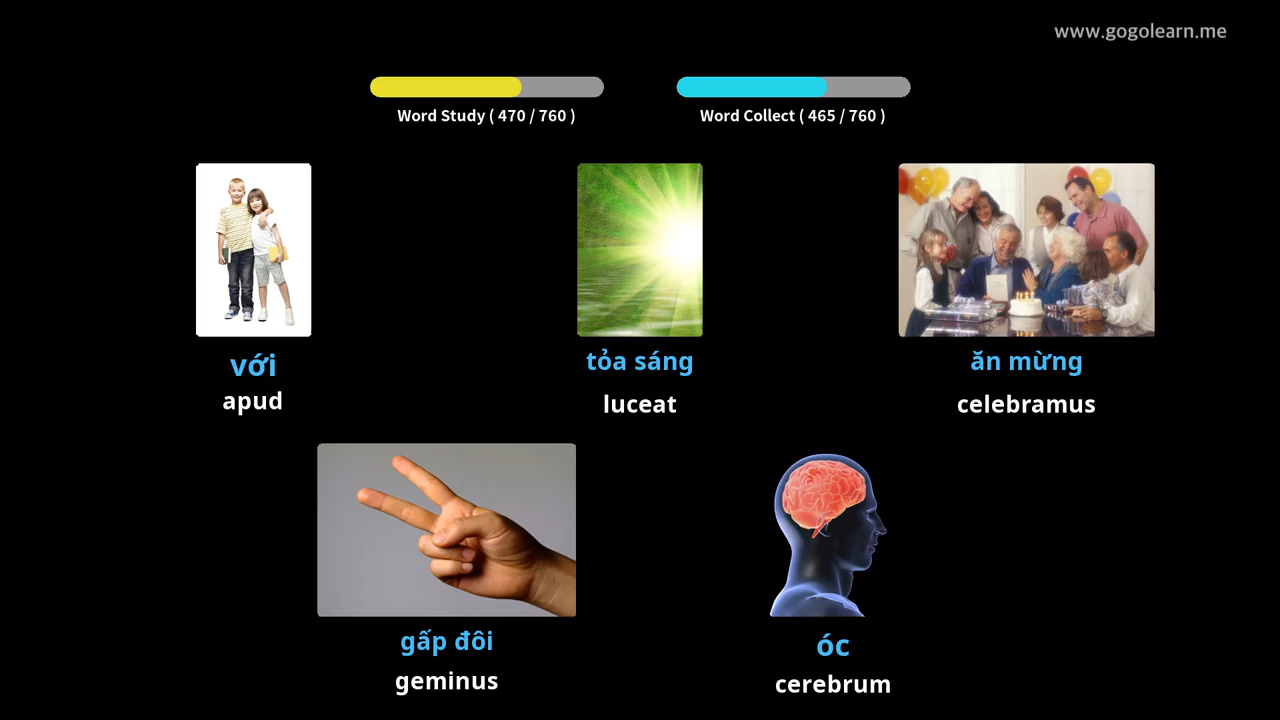 www.gogolearn.me
Word Study ( 470 / 760 )
Word Collect ( 465 / 760 )
với
apud
tỏa sáng
luceat
ăn mừng
celebramus
gấp đôi
geminus
óc
cerebrum